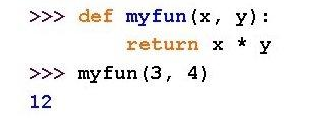 >>> def myfun(x, y):
return x * y
>>> myfun(3, 4)
12